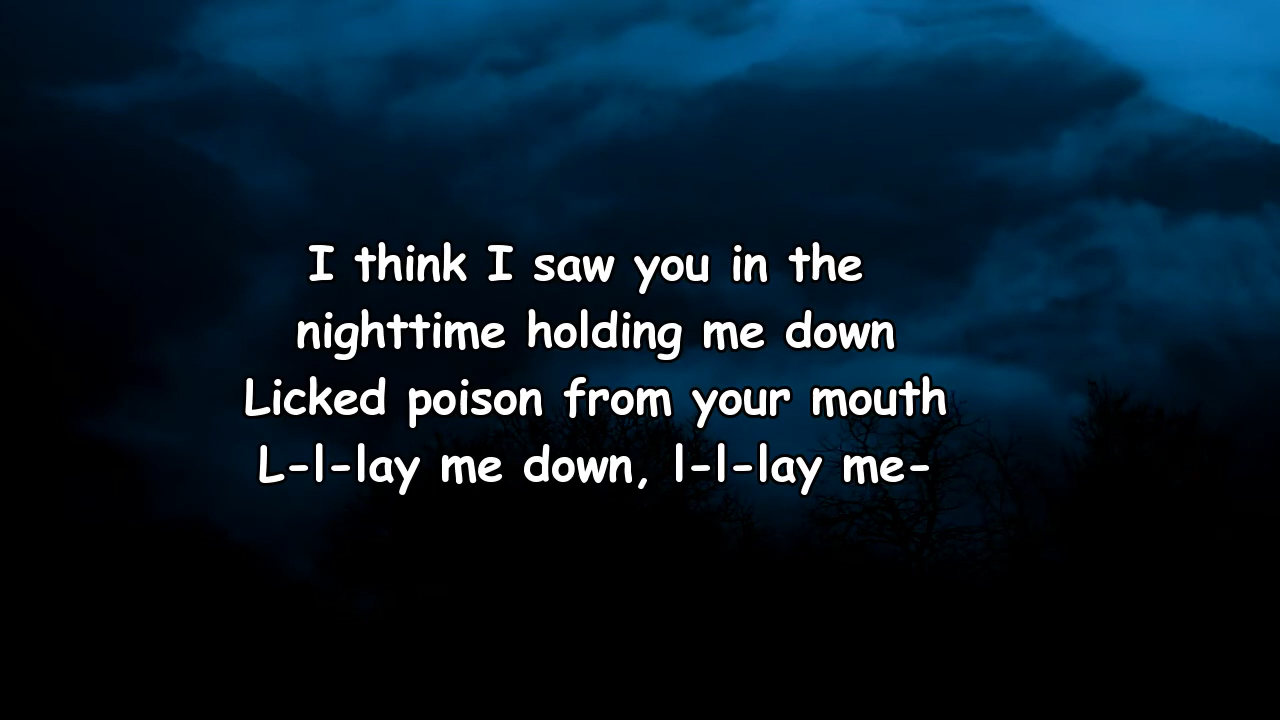 I think I saw you in the
nighttime holding me down
Licked poison from your mouth
L-l-lay me down, l-l-lay me-